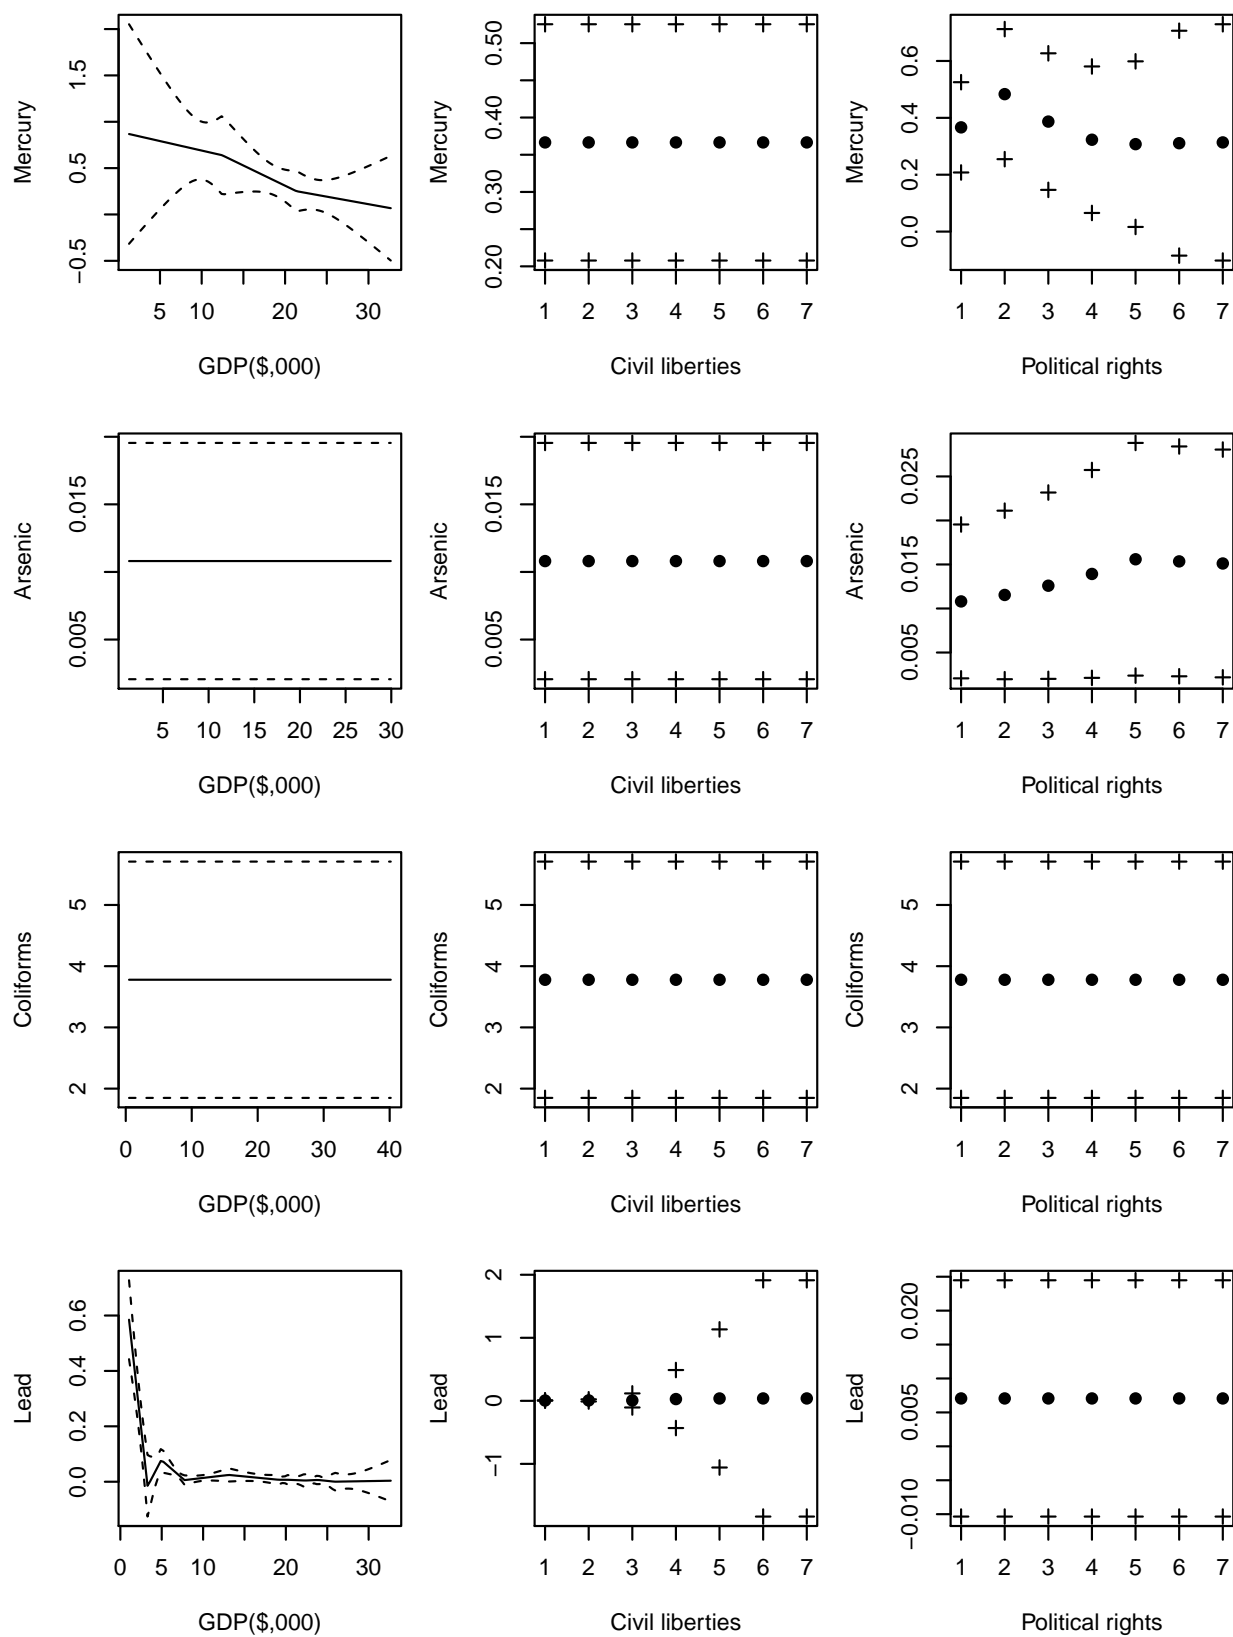 Mercury
1.5
0.5
−0.5
5 10 20 30
GDP($,000)
Mercury
0.50
0.40
0.30
0.20
1 2 3 4 5 6 7
Civil liberties
Mercury
0.6
0.4
0.2
0.0
1 2 3 4 5 6 7
Political rights
Arsenic
0.015
0.005
5 10 15 20 25 30
GDP($,000)
Arsenic
0.015
0.005
1 2 3 4 5 6 7
Civil liberties
Arsenic
0.025
0.015
0.005
1 2 3 4 5 6 7
Political rights
Coliforms
5
4
3
2
0 10 20 30 40
GDP($,000)
Coliforms
5
4
3
2
1 2 3 4 5 6 7
Civil liberties
Coliforms
5
4
3
2
1 2 3 4 5 6 7
Political rights
Lead
0.6
0.4
0.2
0.0
0 5 10 20 30
GDP($,000)
Lead
2
1
0
−1
1 2 3 4 5 6 7
Civil liberties
Lead
0.020
0.005
−0.010
1 2 3 4 5 6 7
Political rights